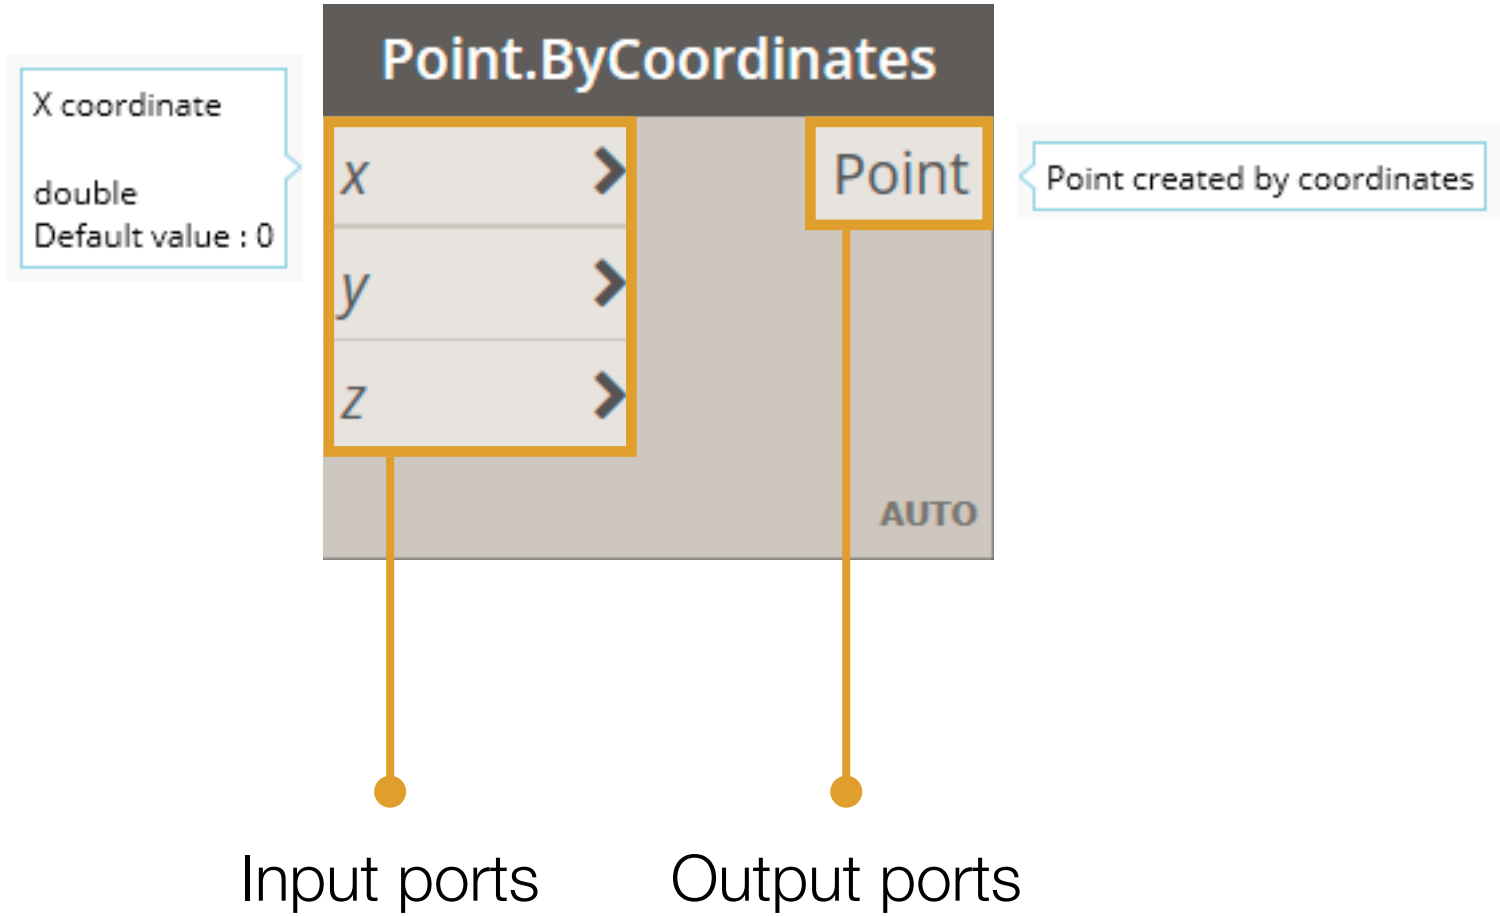 Point.ByCoordinates
X coordinate
double
Default value : 0
x
y
z
Point
Point created by coordinates
AUTO
Input ports
Output ports